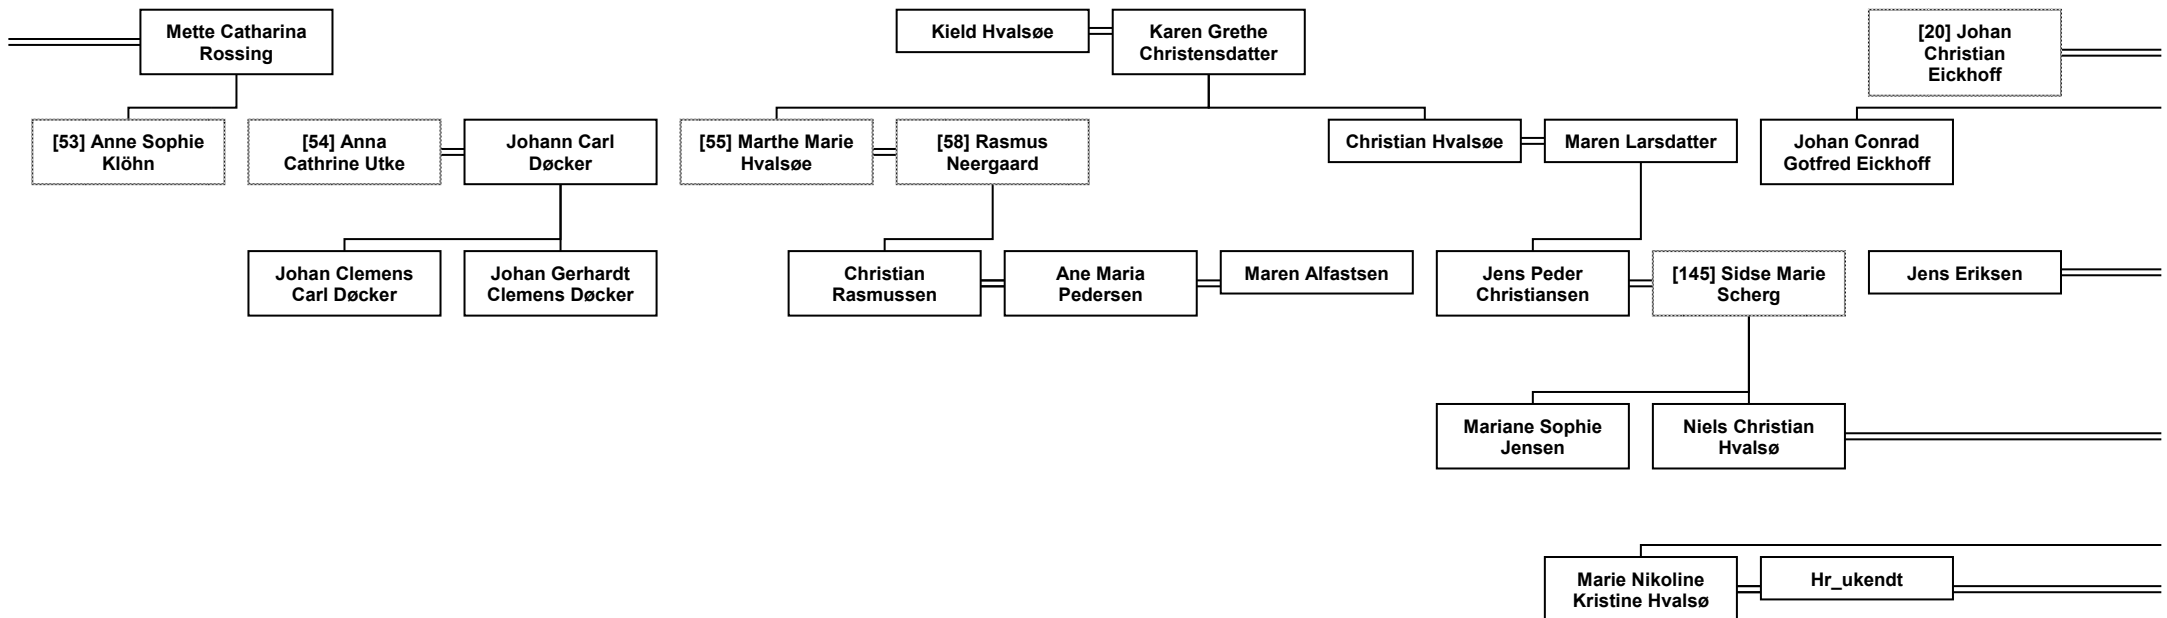 Mette Catharina
Rossing
Kield Hvalsøe
Karen Grethe
Christensdatter
[20] Johan
Christian
Eickhoff
[53] Anne Sophie
Klöhn
[54] Anna
Cathrine Utke
Johann Carl
Døcker
[55] Marthe Marie
Hvalsøe
[58] Rasmus
Neergaard
Christian Hvalsøe
Maren Larsdatter
Johan Conrad
Gotfred Eickhoff
Johan Clemens
Carl Døcker
Johan Gerhardt
Clemens Døcker
Christian
Rasmussen
Ane Maria
Pedersen
Maren Alfastsen
Jens Peder
Christiansen
[145] Sidse Marie
Scherg
Jens Eriksen
Mariane Sophie
Jensen
Niels Christian
Hvalsø
Marie Nikoline
Kristine Hvalsø
Hr_ukendt